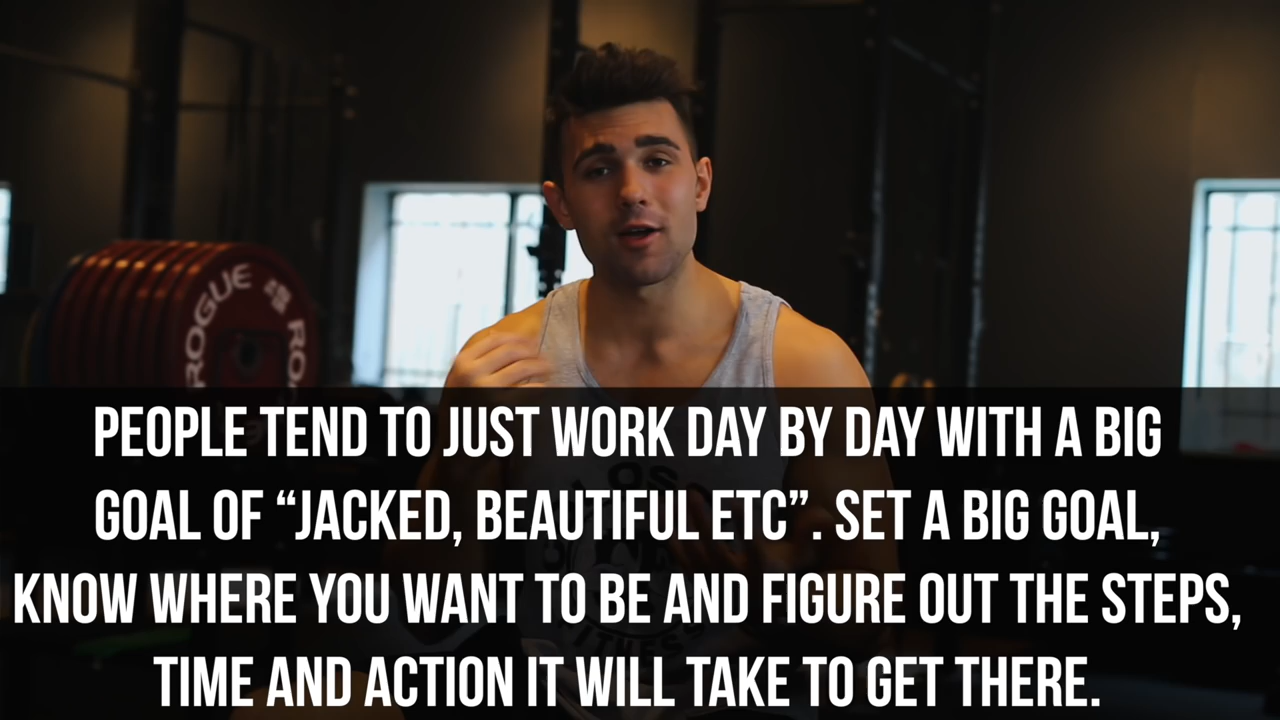 ROGUE
RO
PEOPLE TEND TO JUST WORK DAY BY DAY WITH A BIG
GOAL OF “JACKED, BEAUTIFUL ETC”. SET A BIG GOAL,
KNOW WHERE YOU WANT TO BE AND FIGURE OUT THE STEPS,
TIME AND ACTION IT WILL TAKE TO GET THERE.